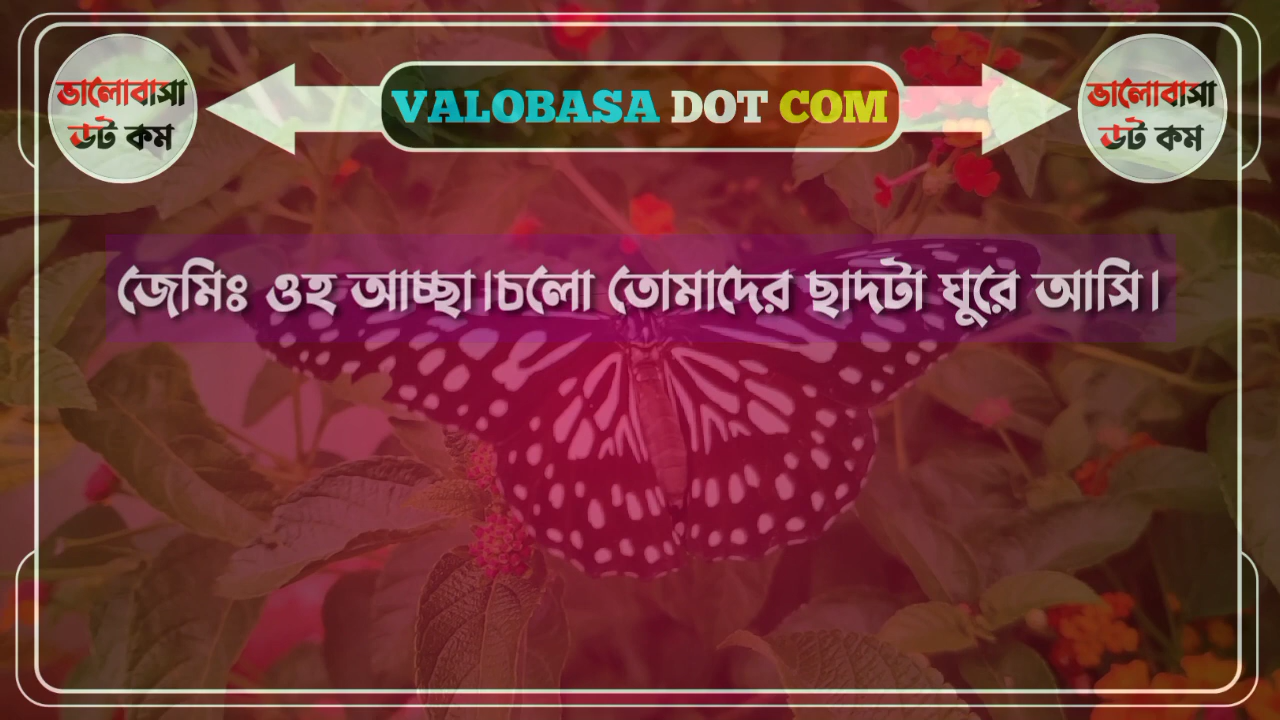 ভালোবাসা
ডট কম
VALOBASA DOT COM
ভালোবাসা
ডট কম
জেমিঃ ওহ আচ্ছা।চলো তোমাদের ছাদটা ঘুরে আসি।